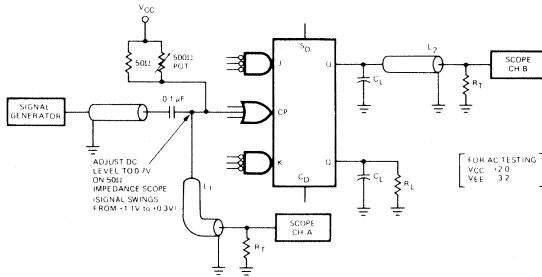 VCC
50Ω
500Ω
POT
0.1 µF
SIGNAL
GENERATOR
ADJUST DC
LEVEL TO 0.7V
ON 50Ω
IMPEDANCE SCOPE
(SIGNAL SWINGS
FROM -1.1V to +0.3V)
L1
RT
SCOPE
CH A
SD
J
CP
K
CD
Q
Q
CL
CL
RL
L2
RT
SCOPE
CH B
FOR AC TESTING
VCC +2.0
VEE 3.2